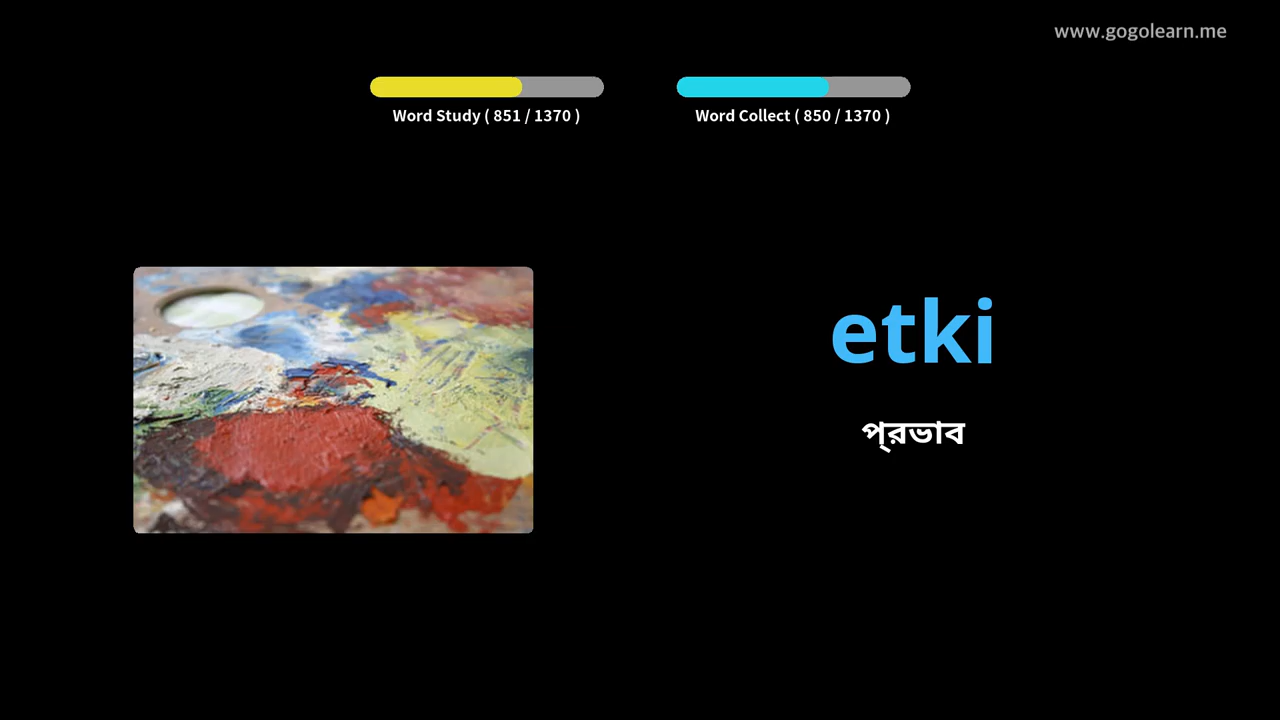 www.gogolearn.me
Word Study ( 851 / 1370 )
Word Collect ( 850 / 1370 )
etki
প্রভাব